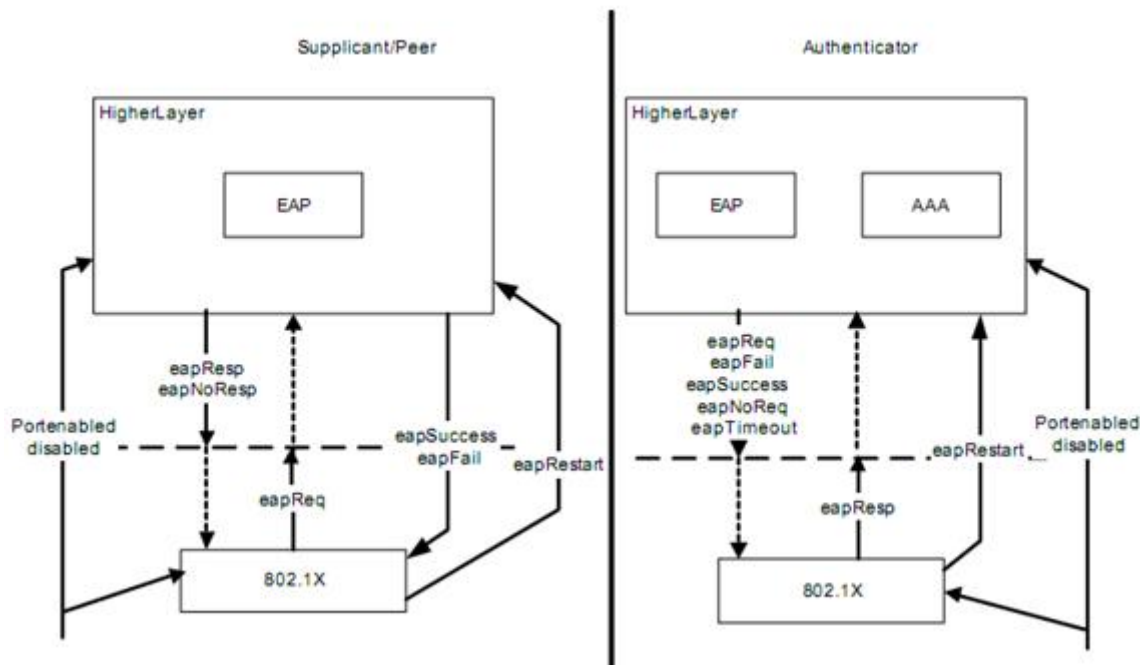 Supplicant/Peer
HigherLayer
EAP
eapResp
eapNoResp
Portenabled
disabled
eapSuccess
eapFail
eapRestart
eapReq
802.1X
Authenticator
HigherLayer
EAP
AAA
eapReq
eapFail
eapSuccess
eapNoReq
eapTimeout
Portenabled
disabled
eapRestart
eapResp
802.1X